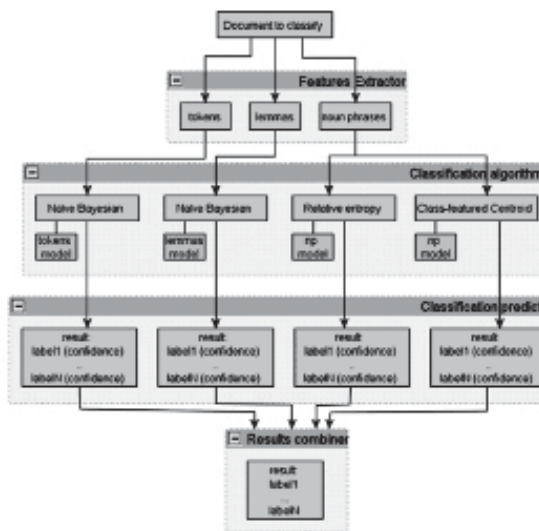 Document to classify
Features Extractor
tokens
lemmas
noun phrases
Classification algorithm
Naive Bayesian
Naive Bayesian
Relative entropy
Class-featured Centroid
tokens
model
lemmas
model
np
model
np
model
Classification predict
result
label1 (confidence)
...
labelN (confidence)
result
label1 (confidence)
...
labelN (confidence)
result
label1 (confidence)
...
labelN (confidence)
result
label1 (confidence)
...
labelN (confidence)
Results combiner
result
label1
...
labelN